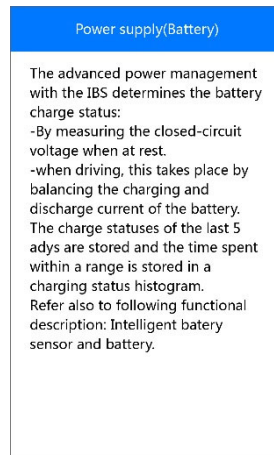 Power supply(Battery)
The advanced power management
with the IBS determines the battery
charge status:
-By measuring the closed-circuit
voltage when at rest.
-when driving, this takes place by
balancing the charging and
discharge current of the battery.
The charge statuses of the last 5
adys are stored and the time spent
within a range is stored in a
charging status histogram.
Refer also to following functional
description: Intelligent batery
sensor and battery.